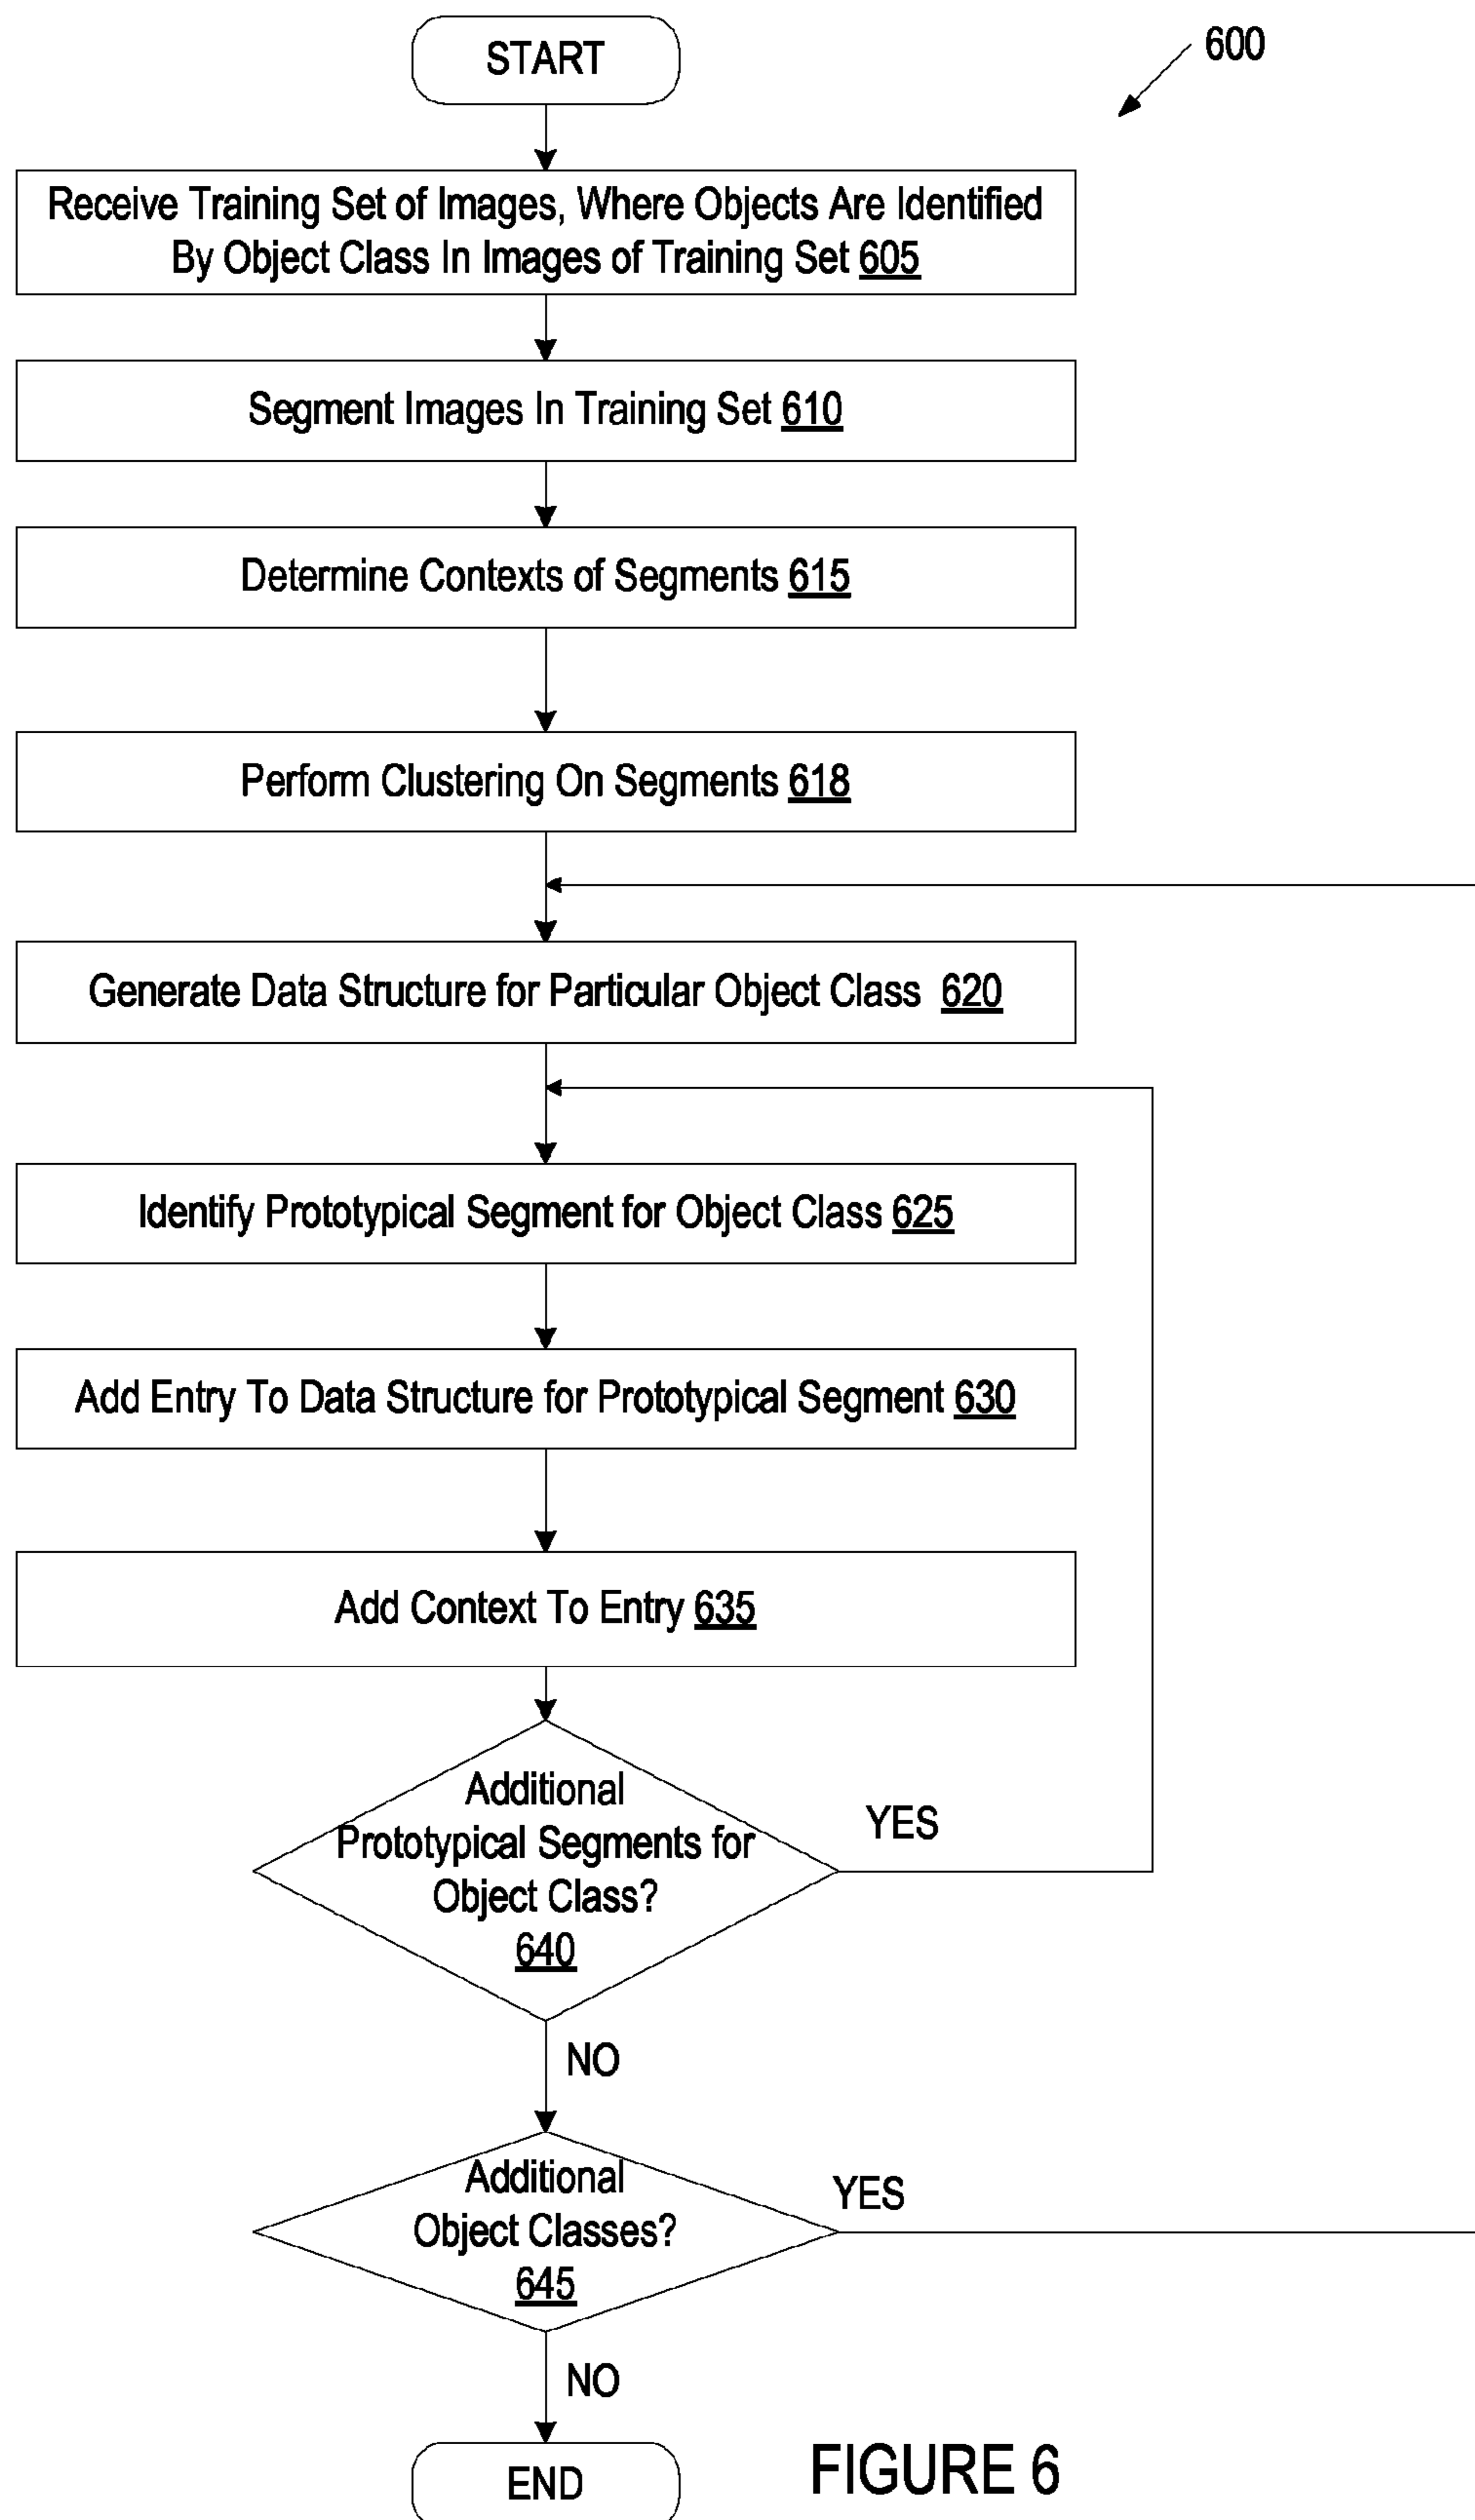 START
600
Receive Training Set of Images, Where Objects Are Identified
By Object Class In Images of Training Set 605
Segment Images In Training Set 610
Determine Contexts of Segments 615
Perform Clustering On Segments 618
Generate Data Structure for Particular Object Class 620
Identify Prototypical Segment for Object Class 625
Add Entry To Data Structure for Prototypical Segment 630
Add Context To Entry 635
Additional
Prototypical Segments for
Object Class?
640
YES
NO
Additional
Object Classes?
645
YES
NO
END
FIGURE 6